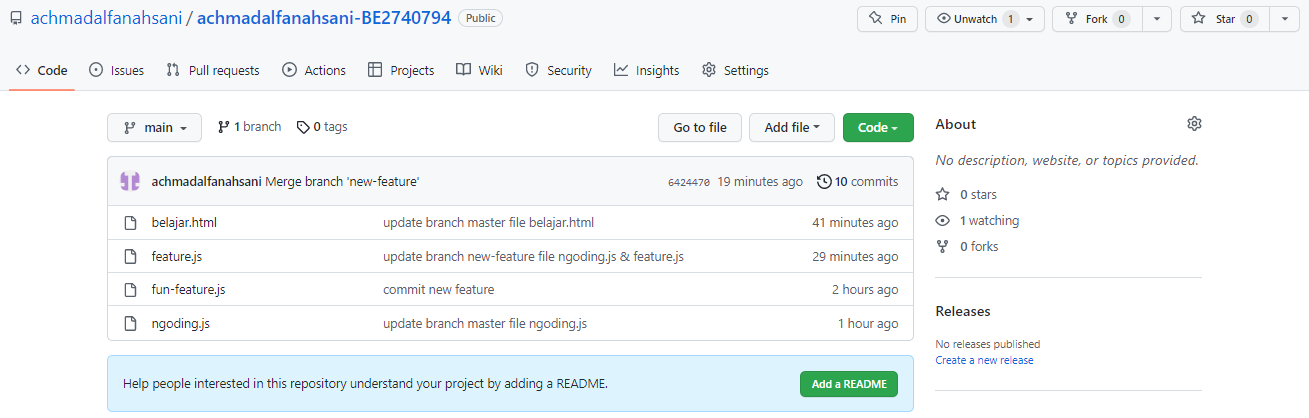 achmadalfanahsani / achmadalfanahsani-BE2740794 Public Pin Unwatch 1 Fork 0 Star 0
Code Issues Pull requests Actions Projects Wiki Security Insights Settings
main 1 branch 0 tags Go to file Add file Code
achmadalfanahsani Merge branch 'new-feature' 6424470 19 minutes ago 10 commits
belajar.html update branch master file belajar.html 41 minutes ago
feature.js update branch new-feature file ngoding.js & feature.js 29 minutes ago
fun-feature.js commit new feature 2 hours ago
ngoding.js update branch master file ngoding.js 1 hour ago
Help people interested in this repository understand your project by adding a README. Add a README
About
No description, website, or topics provided.
0 stars
1 watching
0 forks
Releases
No releases published
Create a new release